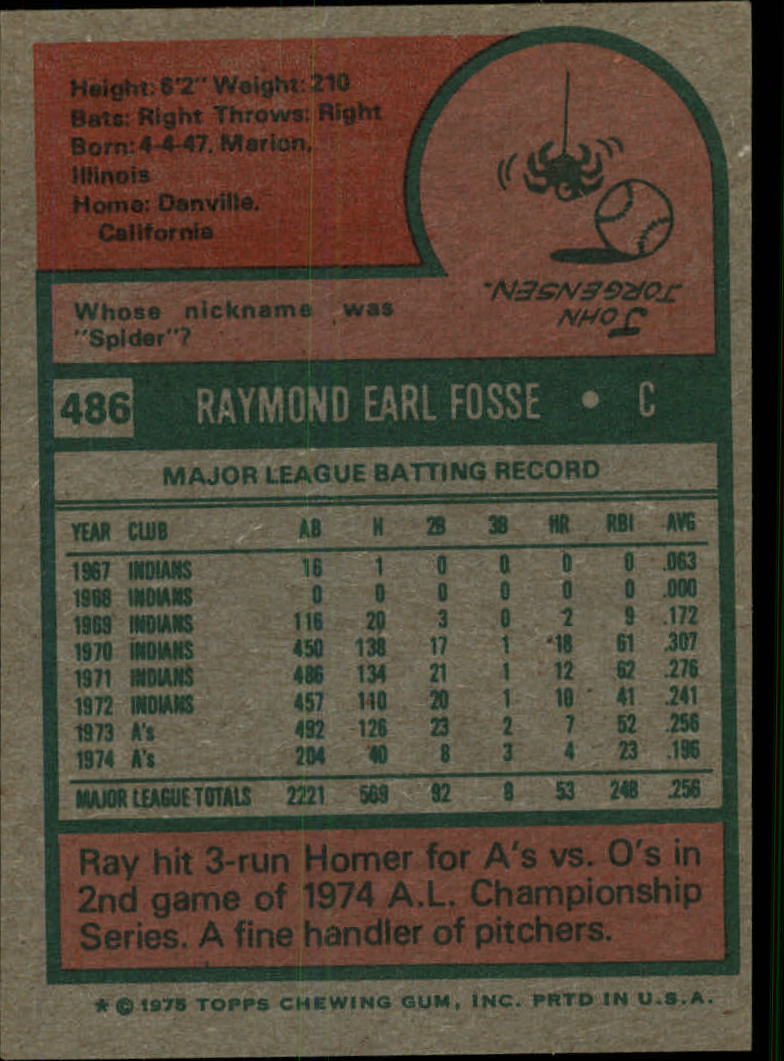 Height: 6'2" Weight: 210
Bats: Right Throws: Right
Born: 4-4-47, Marion,
Illinois
Home: Danville,
California
Whose nickname was
"Spider"?
JOHN
JORGENSEN.
486 RAYMOND EARL FOSSE • C
MAJOR LEAGUE BATTING RECORD
YEAR CLUB AB H 2B 3B HR RBI AVG
1967 INDIANS 16 1 0 0 0 0 .063
1968 INDIANS 0 0 0 0 0 0 .000
1969 INDIANS 116 20 3 0 2 9 .172
1970 INDIANS 450 138 17 1 18 61 .307
1971 INDIANS 486 134 21 1 12 62 .276
1972 INDIANS 457 110 20 1 10 41 .241
1973 A's 492 126 23 2 7 52 .256
1974 A's 204 40 8 3 4 23 .196
MAJOR LEAGUE TOTALS 2221 569 92 8 53 248 .256
Ray hit 3-run Homer for A's vs. O's in
2nd game of 1974 A.L. Championship
Series. A fine handler of pitchers.
* © 1975 TOPPS CHEWING GUM, INC. PRTD IN U.S.A.